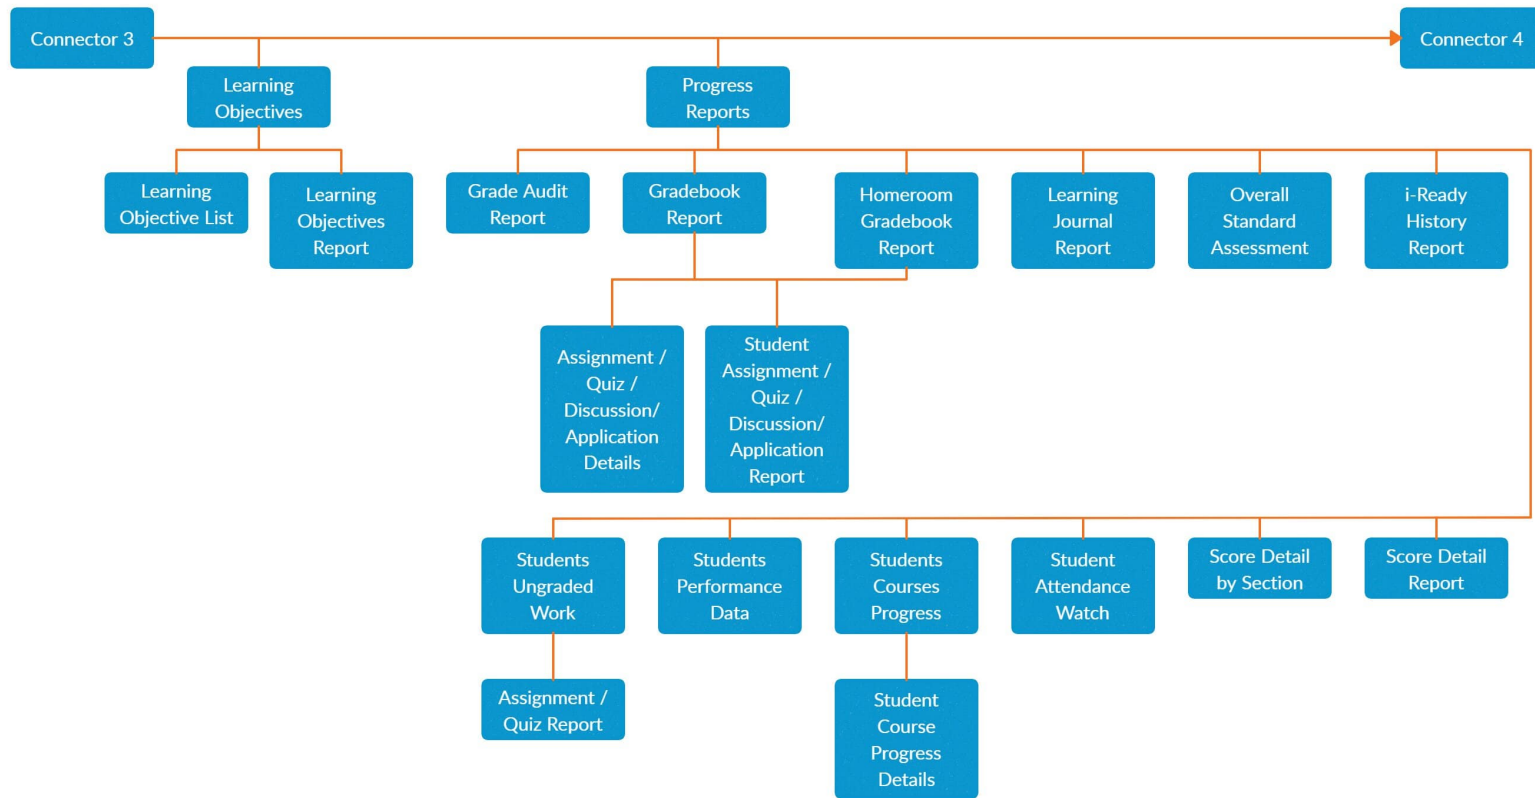 Connector 3
Connector 4
Learning
Objectives
Progress
Reports
Learning
Objective List
Learning
Objectives
Report
Grade Audit
Report
Gradebook
Report
Homeroom
Gradebook
Report
Learning
Journal
Report
Overall
Standard
Assessment
i-Ready
History
Report
Assignment /
Quiz /
Discussion/
Application
Details
Student
Assignment /
Quiz /
Discussion/
Application
Report
Students
Ungraded
Work
Students
Performance
Data
Students
Courses
Progress
Student
Attendance
Watch
Score Detail
by Section
Score Detail
Report
Assignment /
Quiz Report
Student
Course
Progress
Details